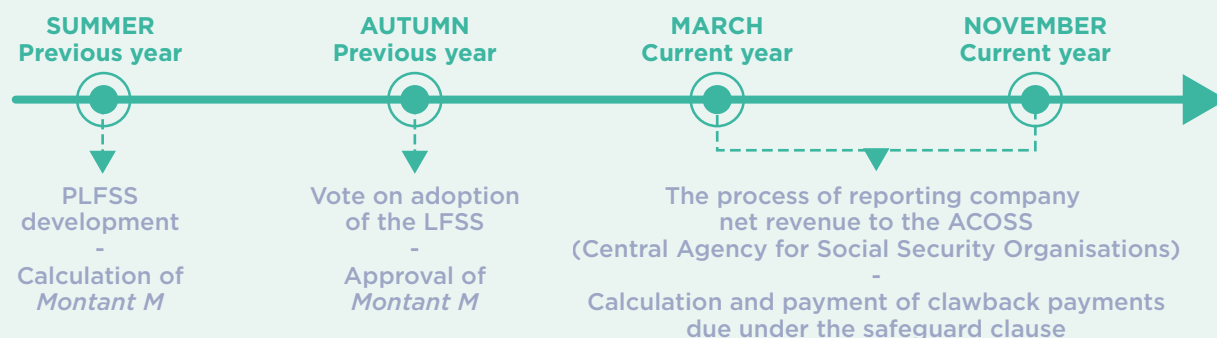 SUMMER
Previous year
AUTUMN
Previous year
MARCH
Current year
NOVEMBER
Current year
PLFSS
development
-
Calculation of
Montant M
Vote on adoption
of the LFSS
-
Approval of
Montant M
The process of reporting company
net revenue to the ACOSS
(Central Agency for Social Security Organisations)
-
Calculation and payment of clawback payments
due under the safeguard clause